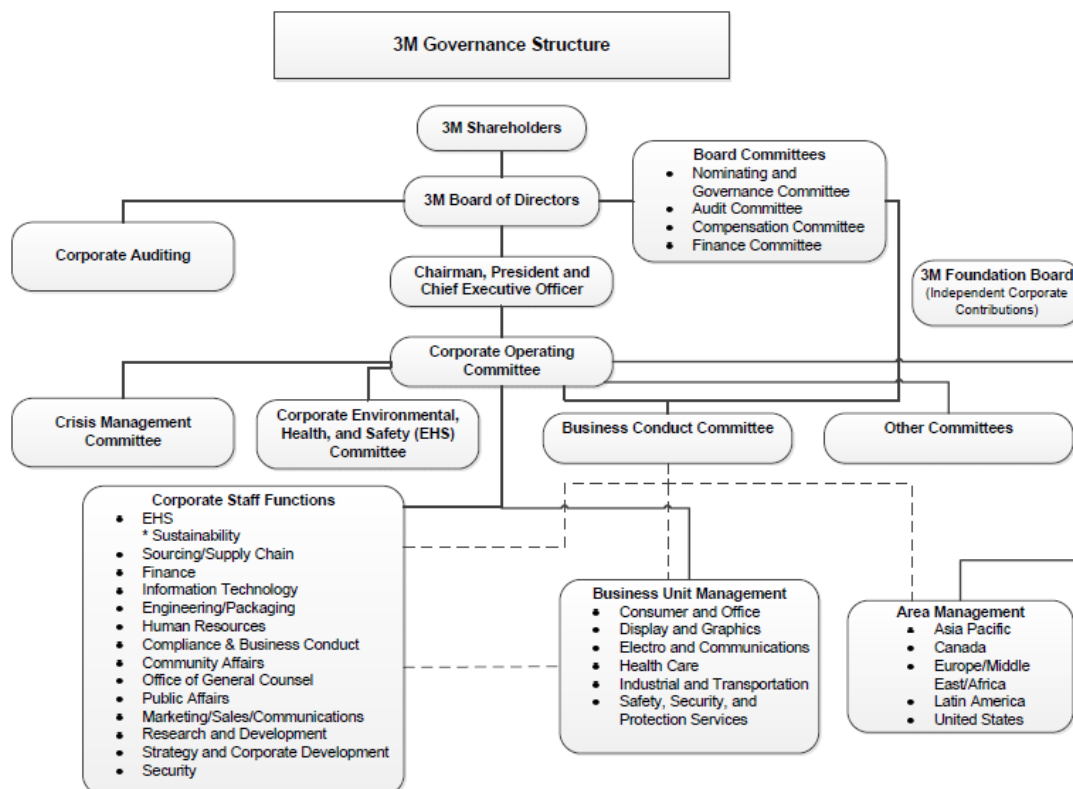 3M Governance Structure
3M Shareholders
Board Committees
Nominating and
Governance Committee
Audit Committee
Compensation Committee
Finance Committee
3M Board of Directors
Corporate Auditing
Chairman, President and
Chief Executive Officer
3M Foundation Board
(Independent Corporate
Contributions)
Corporate Operating
Committee
Crisis Management
Committee
Corporate Environmental,
Health, and Safety (EHS)
Committee
Business Conduct Committee
Other Committees
Corporate Staff Functions
EHS
* Sustainability
Sourcing/Supply Chain
Finance
Information Technology
Engineering/Packaging
Human Resources
Compliance & Business Conduct
Community Affairs
Office of General Counsel
Public Affairs
Marketing/Sales/Communications
Research and Development
Strategy and Corporate Development
Security
Business Unit Management
Consumer and Office
Display and Graphics
Electro and Communications
Health Care
Industrial and Transportation
Safety, Security, and
Protection Services
Area Management
Asia Pacific
Canada
Europe/Middle
East/Africa
Latin America
United States